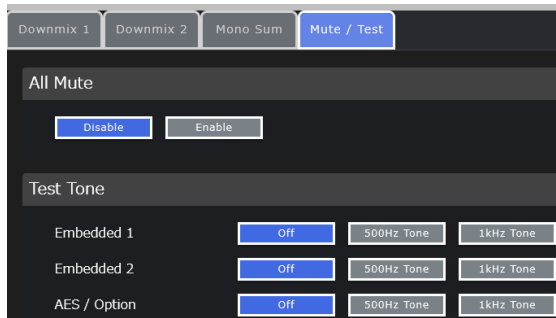 Downmix 1 Downmix 2 Mono Sum Mute / Test
All Mute
Disable Enable
Test Tone
Embedded 1 Off 500Hz Tone 1kHz Tone
Embedded 2 Off 500Hz Tone 1kHz Tone
AES / Option Off 500Hz Tone 1kHz Tone